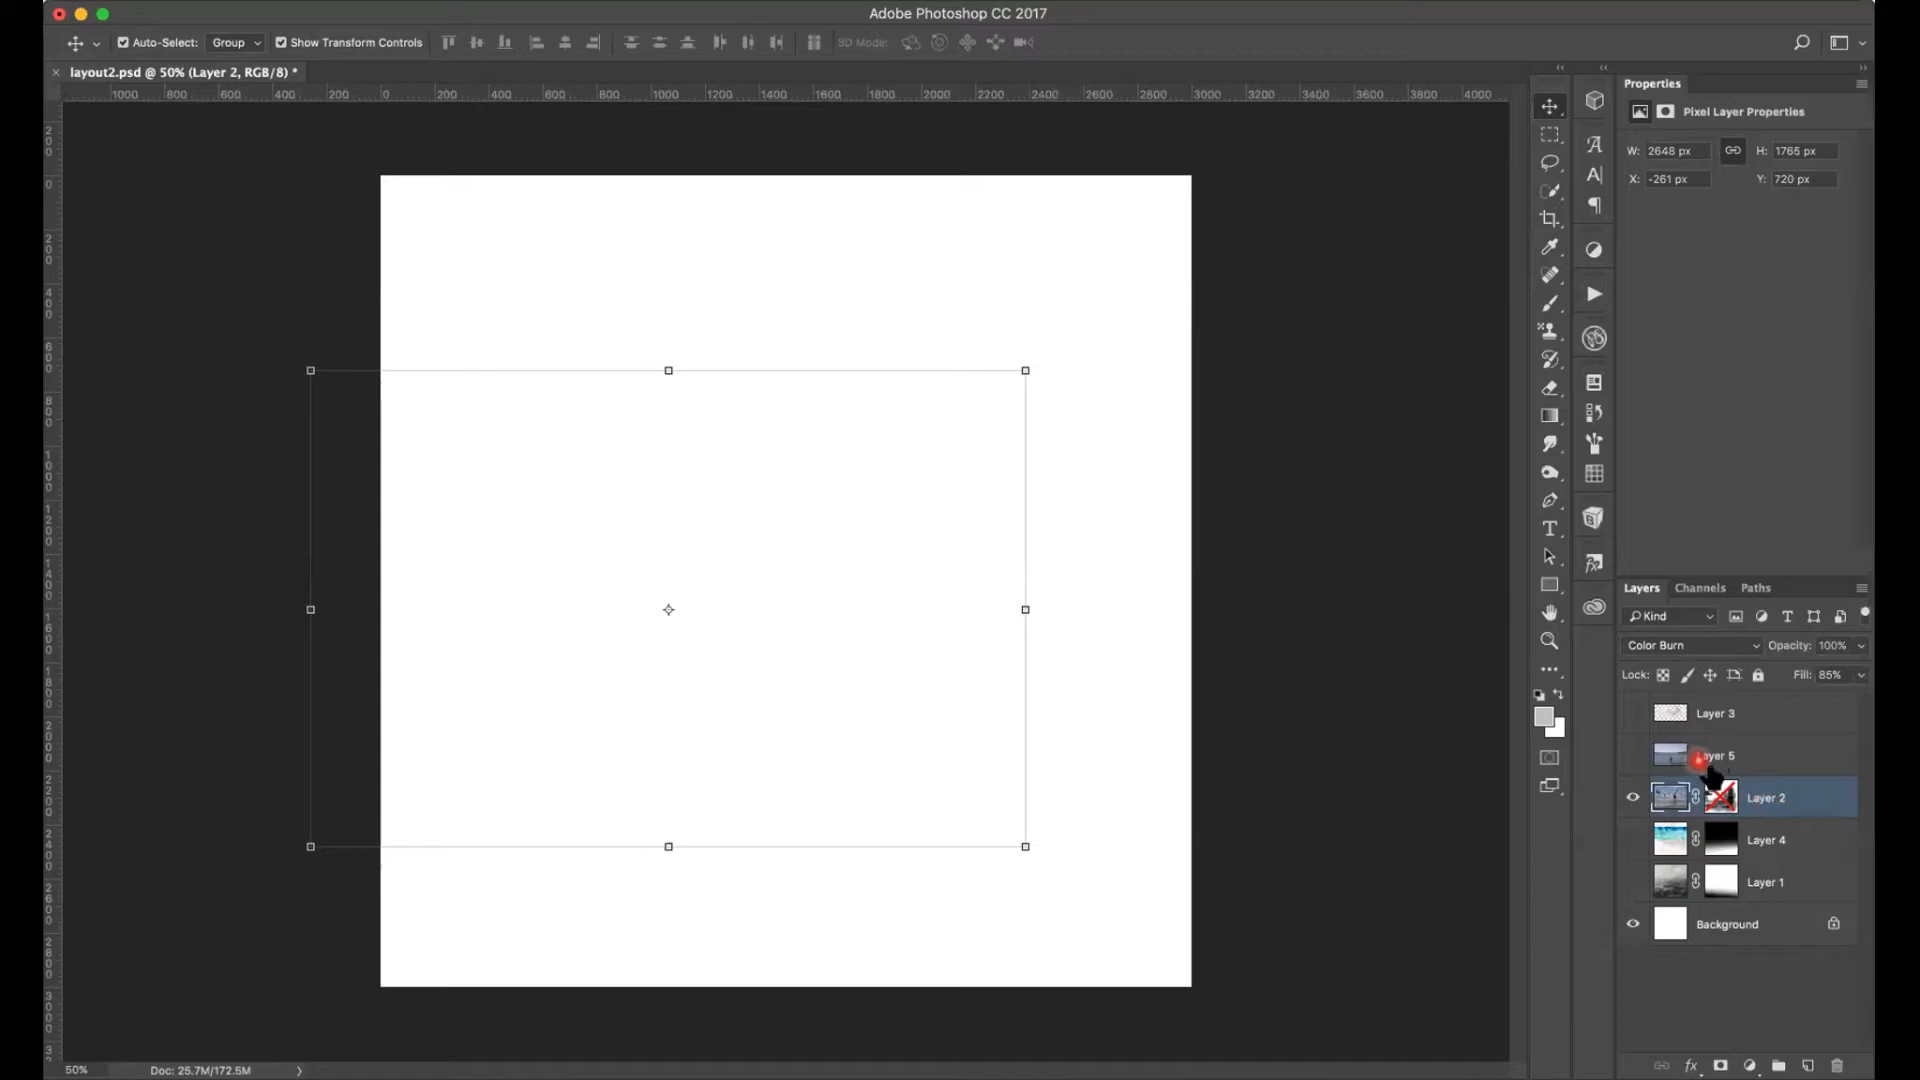 Adobe Photoshop CC 2017
Auto-Select: Group Show Transform Controls 3D Mode:
layout2.psd @ 50% (Layer 2, RGB/8) *
1000 800 600 400 200 0 200 400 600 800 1000 1200 1400 1600 1800 2000 2200 2400 2600 2800 3000 3200 3400 3600 3800 4000
Properties
Pixel Layer Properties
W: 2648 px H: 1765 px
X: -261 px Y: 720 px
Layers Channels Paths
Kind
Color Burn Opacity: 100%
Lock: Fill: 85%
Layer 3
Layer 5
Layer 2
Layer 4
Layer 1
Background
50% Doc: 25.7M/172.5M